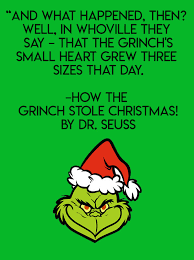 “AND WHAT HAPPENED, THEN?
WELL, IN WHOVILLE THEY
SAY – THAT THE GRINCH'S
SMALL HEART GREW THREE
SIZES THAT DAY.
–HOW THE
GRINCH STOLE CHRISTMAS!
BY DR. SEUSS